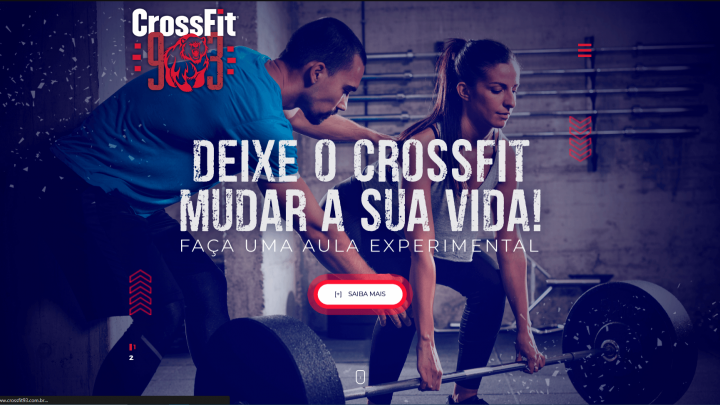 CrossFit
903
DEIXE O CROSSFIT
MUDAR A SUA VIDA!
FAÇA UMA AULA EXPERIMENTAL
[+] SAIBA MAIS
2